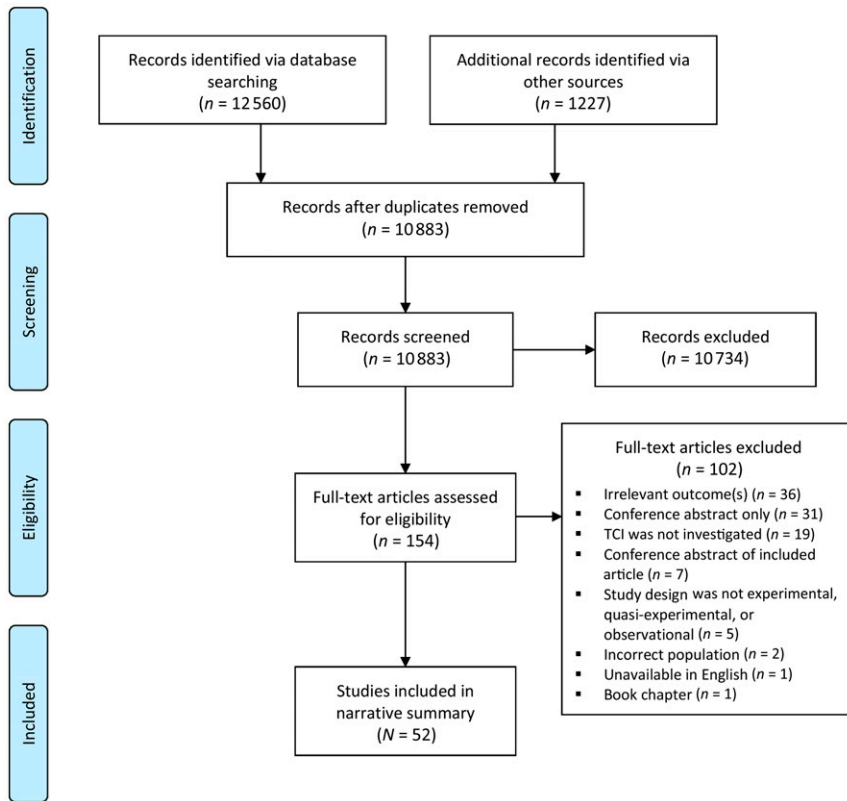 Identification
Records identified via database
searching
(n = 12 560)
Additional records identified via
other sources
(n = 1227)
Records after duplicates removed
(n = 10 883)
Screening
Records screened
(n = 10 883)
Records excluded
(n = 10 734)
Eligibility
Full-text articles assessed
for eligibility
(n = 154)
Full-text articles excluded
(n = 102)
▪ Irrelevant outcome(s) (n = 36)
▪ Conference abstract only (n = 31)
▪ TCI was not investigated (n = 19)
▪ Conference abstract of included
article (n = 7)
▪ Study design was not experimental,
quasi-experimental, or
observational (n = 5)
▪ Incorrect population (n = 2)
▪ Unavailable in English (n = 1)
▪ Book chapter (n = 1)
Included
Studies included in
narrative summary
(N = 52)